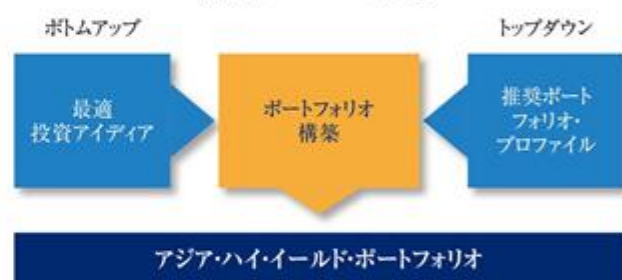 ボトムアップ
トップダウン
最適
投資アイディア
ポートフォリオ
構築
推奨ポート
フォリオ・
プロファイル
アジア・ハイ・イールド・ポートフォリオ